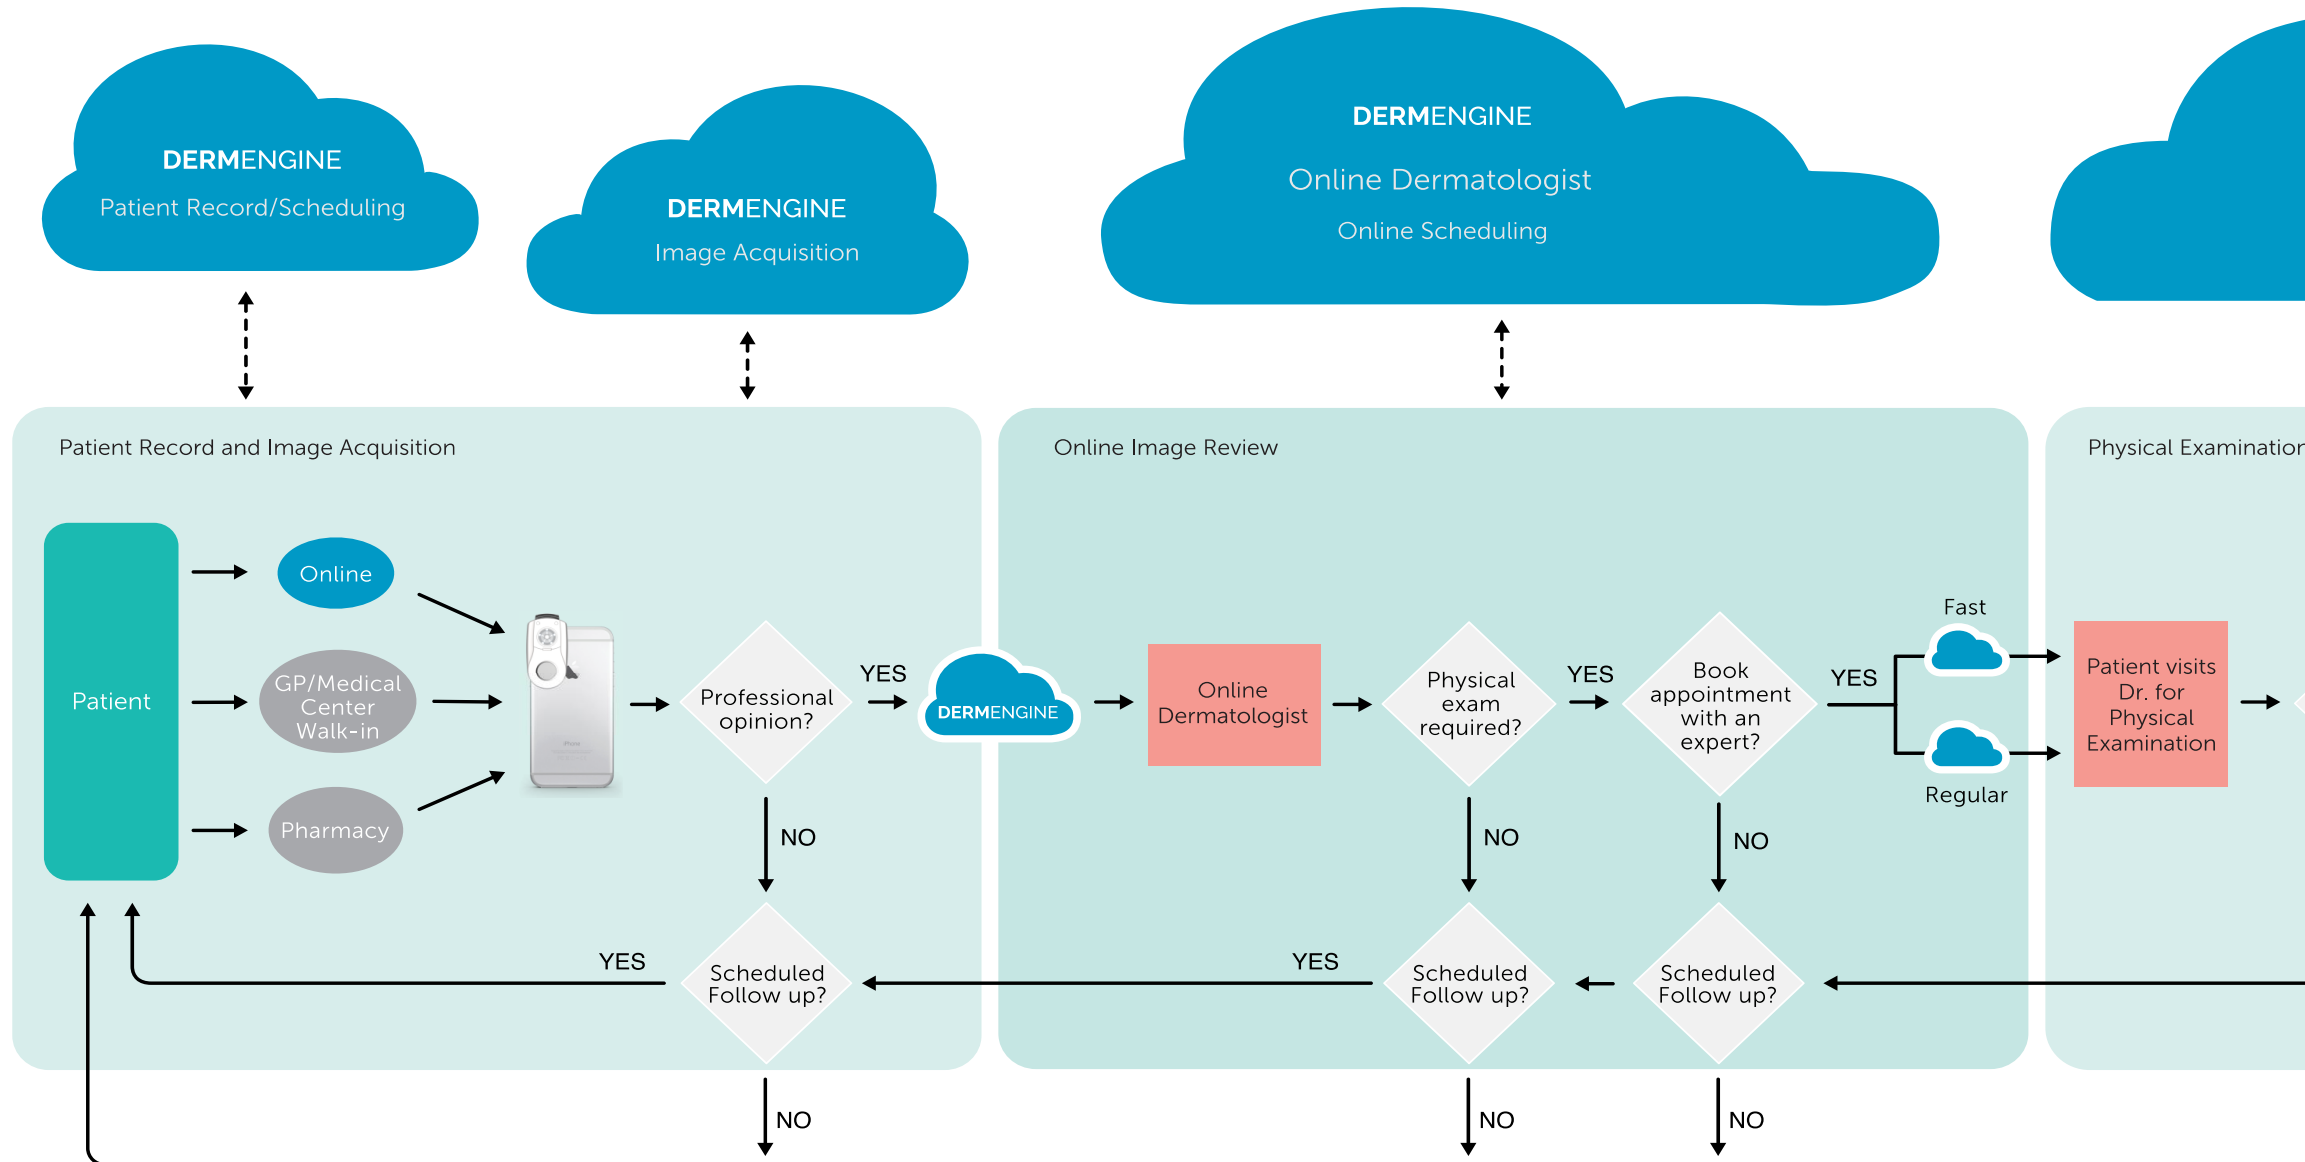 DERMENGINE
Patient Record/Scheduling
DERMENGINE
Image Acquisition
DERMENGINE
Online Dermatologist
Online Scheduling
Patient Record and Image Acquisition
Online Image Review
Physical Examination
Patient
Online
GP/Medical
Center
Walk-in
Pharmacy
iPhone
Professional
opinion?
YES
NO
DERMENGINE
Online
Dermatologist
Physical
exam
required?
YES
NO
Book
appointment
with an
expert?
YES
NO
Fast
Regular
Patient visits
Dr. for
Physical
Examination
YES
Scheduled
Follow up?
YES
Scheduled
Follow up?
Scheduled
Follow up?
NO
NO
NO